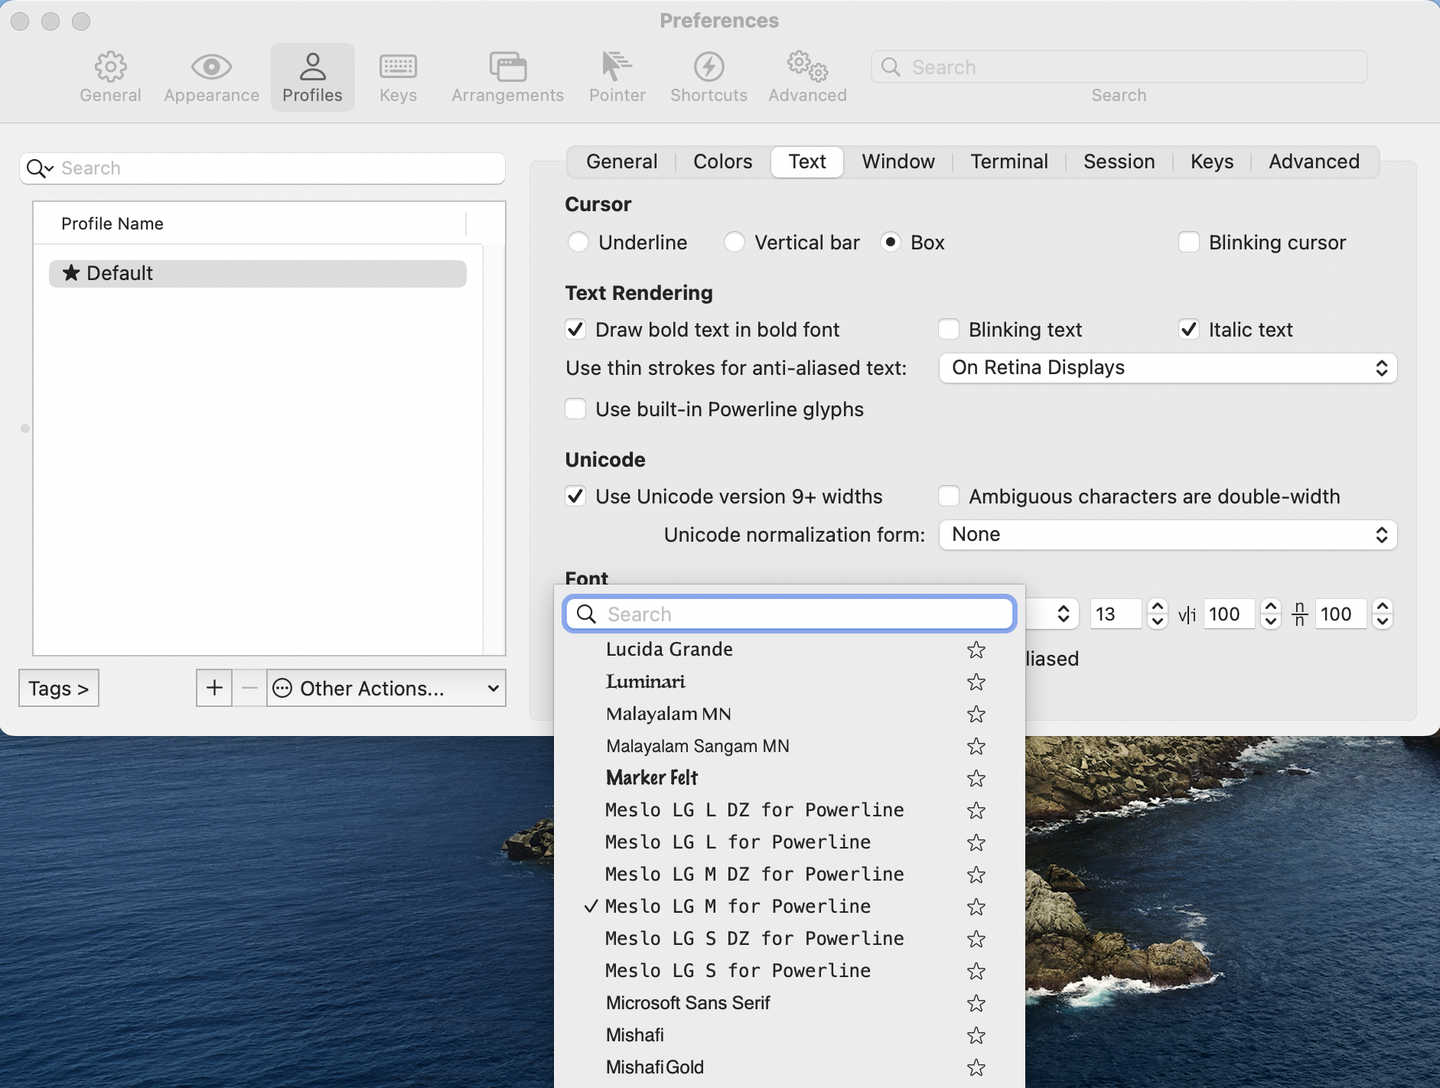 Preferences
General Appearance Profiles Keys Arrangements Pointer Shortcuts Advanced Search
Search
Search
Profile Name
★ Default
Tags >
+ − Other Actions...
General Colors Text Window Terminal Session Keys Advanced
Cursor
Underline Vertical bar Box Blinking cursor
Text Rendering
Draw bold text in bold font Blinking text Italic text
Use thin strokes for anti-aliased text: On Retina Displays
Use built-in Powerline glyphs
Unicode
Use Unicode version 9+ widths Ambiguous characters are double-width
Unicode normalization form: None
Font
Search 13 v|i 100 n/n 100
Lucida Grande
liased
Luminari
Malayalam MN
Malayalam Sangam MN
Marker Felt
Meslo LG L DZ for Powerline
Meslo LG L for Powerline
Meslo LG M DZ for Powerline
✓ Meslo LG M for Powerline
Meslo LG S DZ for Powerline
Meslo LG S for Powerline
Microsoft Sans Serif
Mishafi
Mishafi Gold